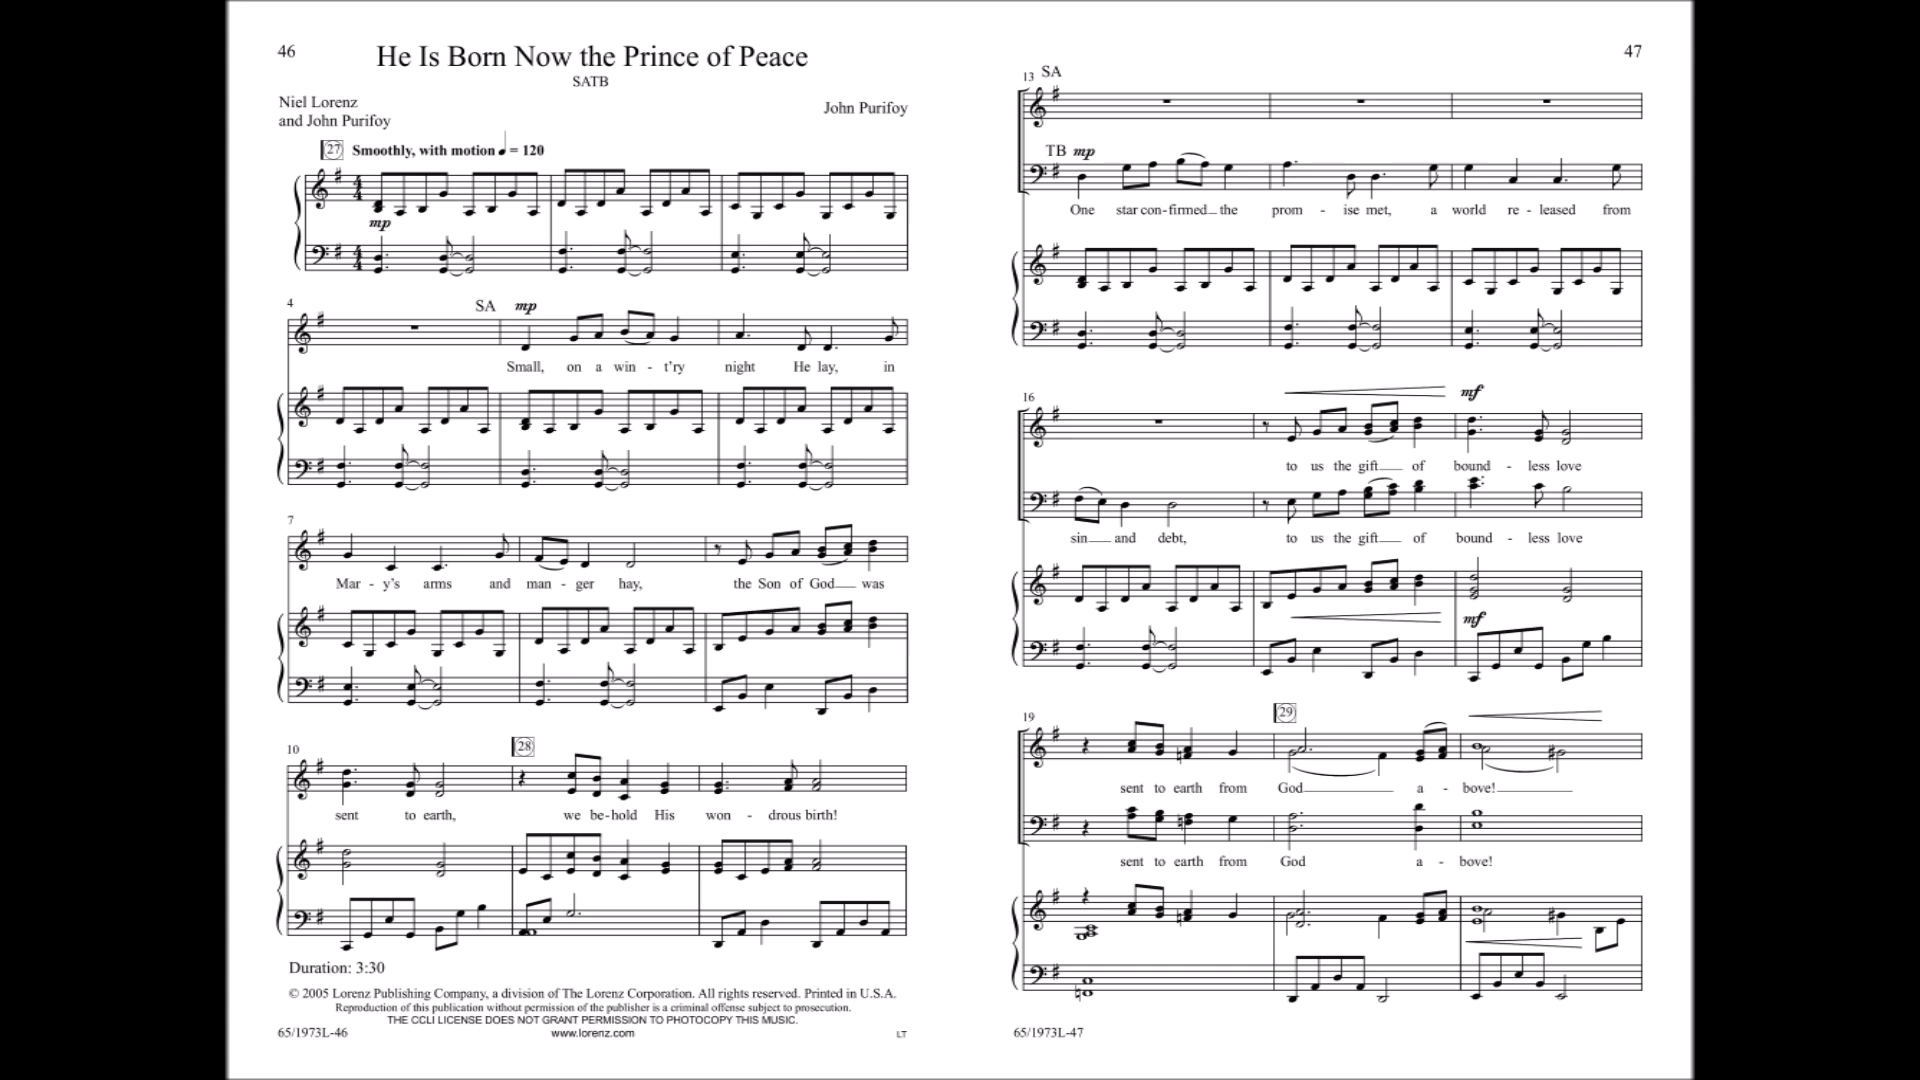 46
He Is Born Now the Prince of Peace
SATB
Niel Lorenz
and John Purifoy
John Purifoy
27 Smoothly, with motion ♩ = 120
4
4
4
4
mp
4 SA mp
Small, on a win - t'ry night He lay, in
7
Mar - y's arms and man - ger hay, the Son of God was
10 28
sent to earth, we be-hold His won - drous birth!
Duration: 3:30
© 2005 Lorenz Publishing Company, a division of The Lorenz Corporation. All rights reserved. Printed in U.S.A.
Reproduction of this publication without permission of the publisher is a criminal offense subject to prosecution.
THE CCLI LICENSE DOES NOT GRANT PERMISSION TO PHOTOCOPY THIS MUSIC.
www.lorenz.com
65/1973L-46
LT
47
13 SA
TB mp
One star con-firmed the prom - ise met, a world re - leased from
16 mf
to us the gift of bound - less love
sin and debt, to us the gift of bound - less love
mf
19 29
sent to earth from God a - bove!
sent to earth from God a - bove!
65/1973L-47